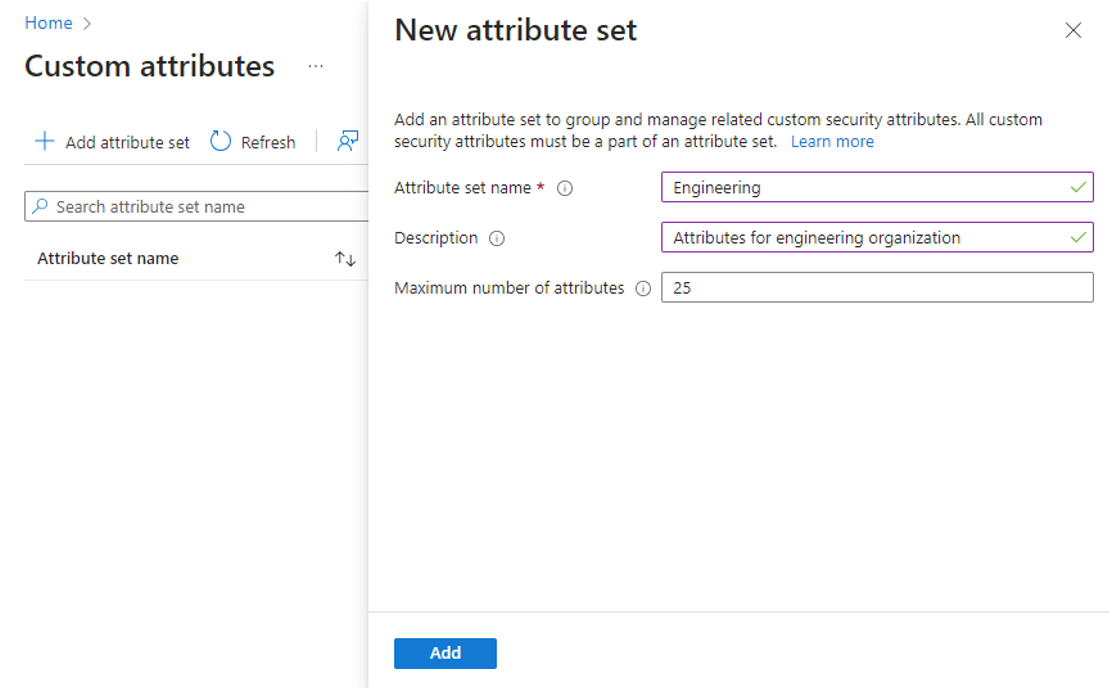 Home
Custom attributes
Add attribute set
Refresh
Search attribute set name
Attribute set name
New attribute set
Add an attribute set to group and manage related custom security attributes. All custom
security attributes must be a part of an attribute set. Learn more
Attribute set name *
Engineering
Description
Attributes for engineering organization
Maximum number of attributes
25
Add